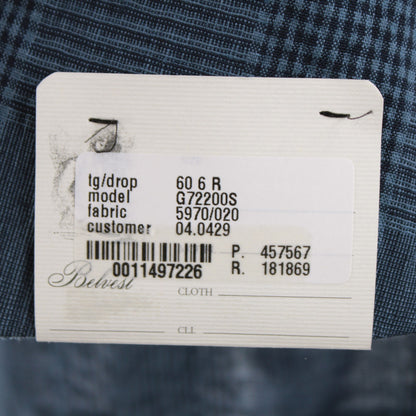 tg/drop 60 6 R
model G72200S
fabric 5970/020
customer 04.0429
P. 457567
0011497226 R. 181869
Belvest
CLOTH
CLL